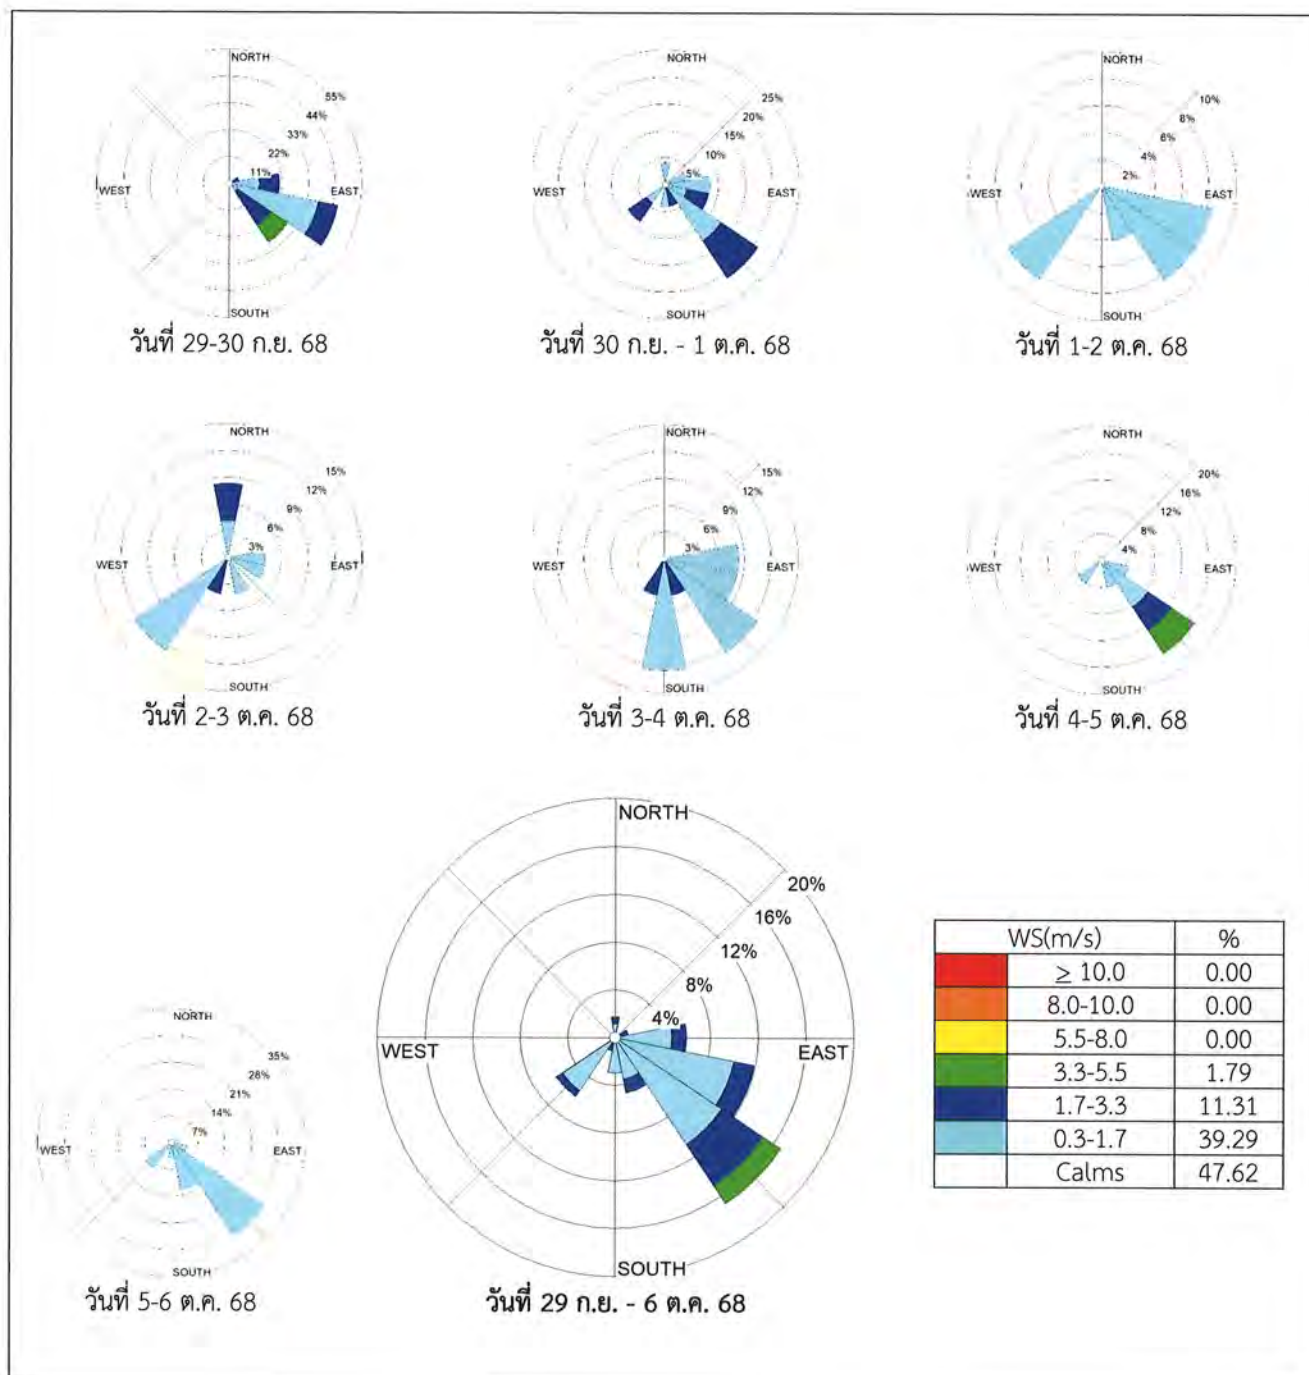 NORTH
55%
44%
33%
22%
11%
WEST
EAST
SOUTH
วันที่ 29-30 ก.ย. 68
NORTH
25%
20%
15%
10%
5%
WEST
EAST
SOUTH
วันที่ 30 ก.ย. - 1 ต.ค. 68
NORTH
10%
8%
6%
4%
2%
WEST
EAST
SOUTH
วันที่ 1-2 ต.ค. 68
NORTH
15%
12%
9%
6%
3%
WEST
EAST
SOUTH
วันที่ 2-3 ต.ค. 68
NORTH
15%
12%
9%
6%
3%
WEST
EAST
SOUTH
วันที่ 3-4 ต.ค. 68
NORTH
20%
16%
12%
8%
4%
WEST
EAST
SOUTH
วันที่ 4-5 ต.ค. 68
NORTH
35%
28%
21%
14%
7%
WEST
EAST
SOUTH
วันที่ 5-6 ต.ค. 68
NORTH
20%
16%
12%
8%
4%
WEST
EAST
SOUTH
วันที่ 29 ก.ย. - 6 ต.ค. 68
WS(m/s) %
≥ 10.0 0.00
8.0-10.0 0.00
5.5-8.0 0.00
3.3-5.5 1.79
1.7-3.3 11.31
0.3-1.7 39.29
Calms 47.62